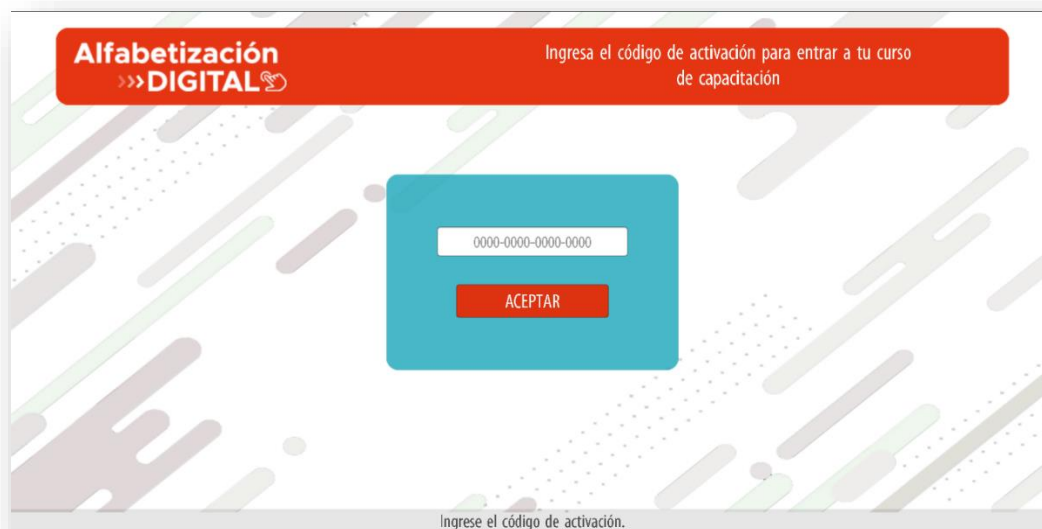 Alfabetización
»»DIGITAL
Ingresa el código de activación para entrar a tu curso
de capacitación
0000-0000-0000-0000
ACEPTAR
Ingrese el código de activación.